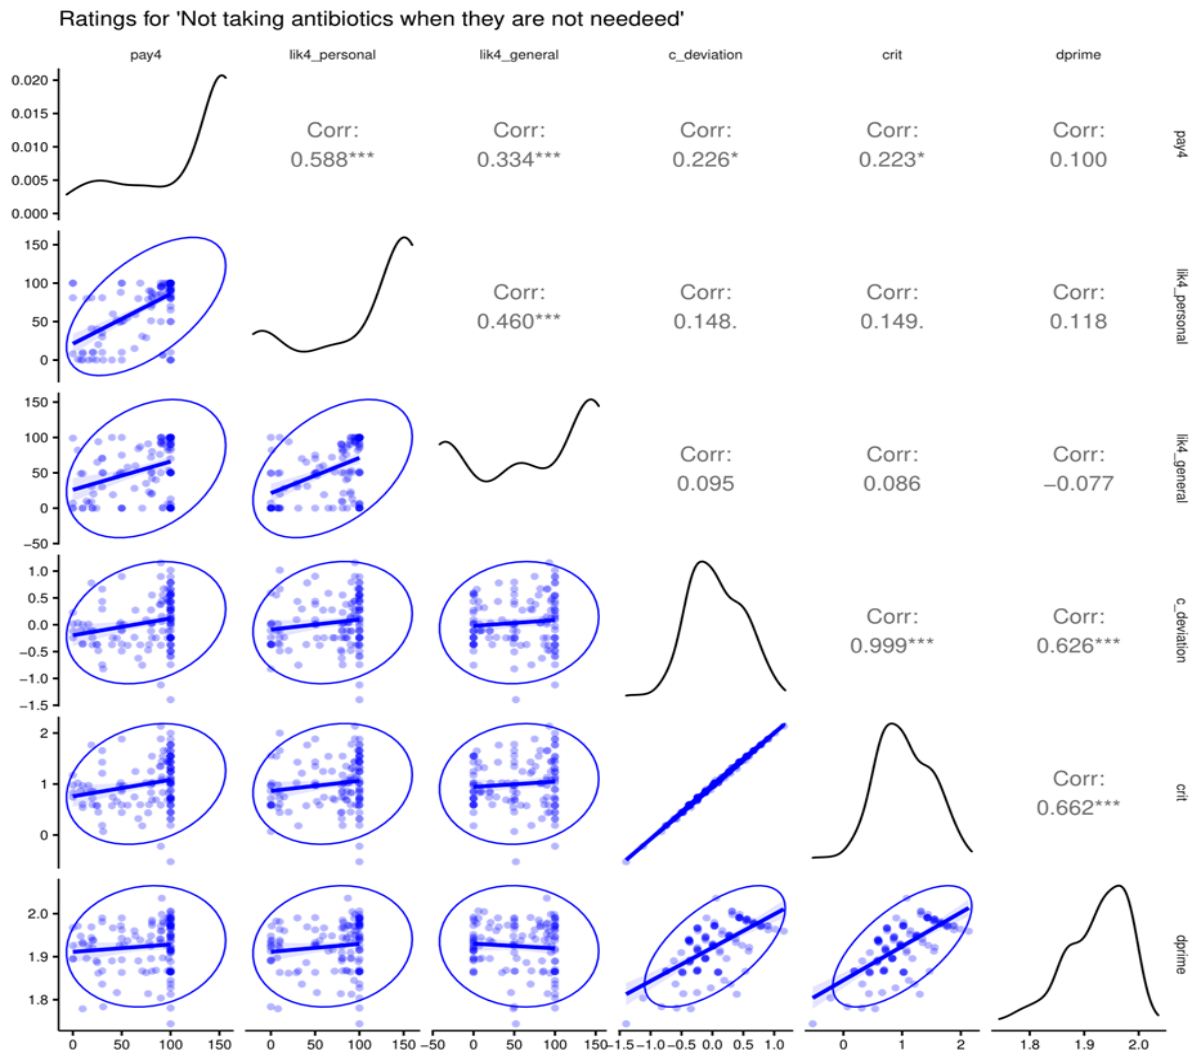 Ratings for 'Not taking antibiotics when they are not needeed'
pay4 lik4_personal lik4_general c_deviation crit dprime
0.020
0.015
0.010
0.005
0.000
Corr:
0.588***
Corr:
0.334***
Corr:
0.226*
Corr:
0.223*
Corr:
0.100
pay4
150
100
50
0
Corr:
0.460***
Corr:
0.148.
Corr:
0.149.
Corr:
0.118
lik4_personal
150
100
50
0
−50
Corr:
0.095
Corr:
0.086
Corr:
−0.077
lik4_general
1.0
0.5
0.0
−0.5
−1.0
−1.5
Corr:
0.999***
Corr:
0.626***
c_deviation
2
1
0
Corr:
0.662***
crit
2.0
1.9
1.8
dprime
0 50 100 150
0 50 100 150
−50 0 50 100 150
−1.5 −1.0 −0.5 0.0 0.5 1.0
0 1 2
1.8 1.9 2.0